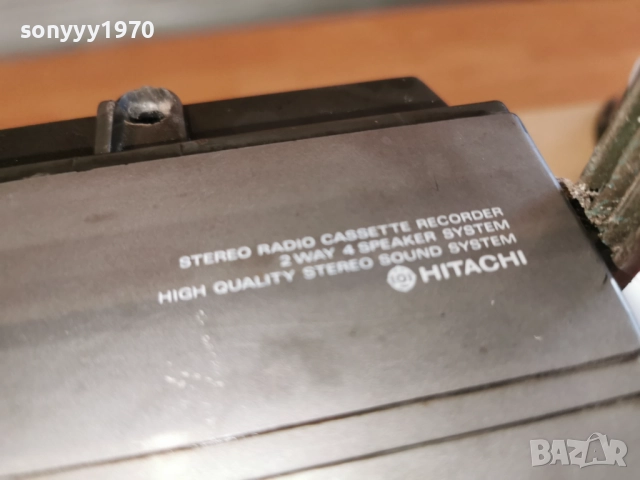 sonyyy1970
STEREO RADIO CASSETTE RECORDER
2 WAY 4 SPEAKER SYSTEM
HIGH QUALITY STEREO SOUND SYSTEM
HITACHI
BAZAR